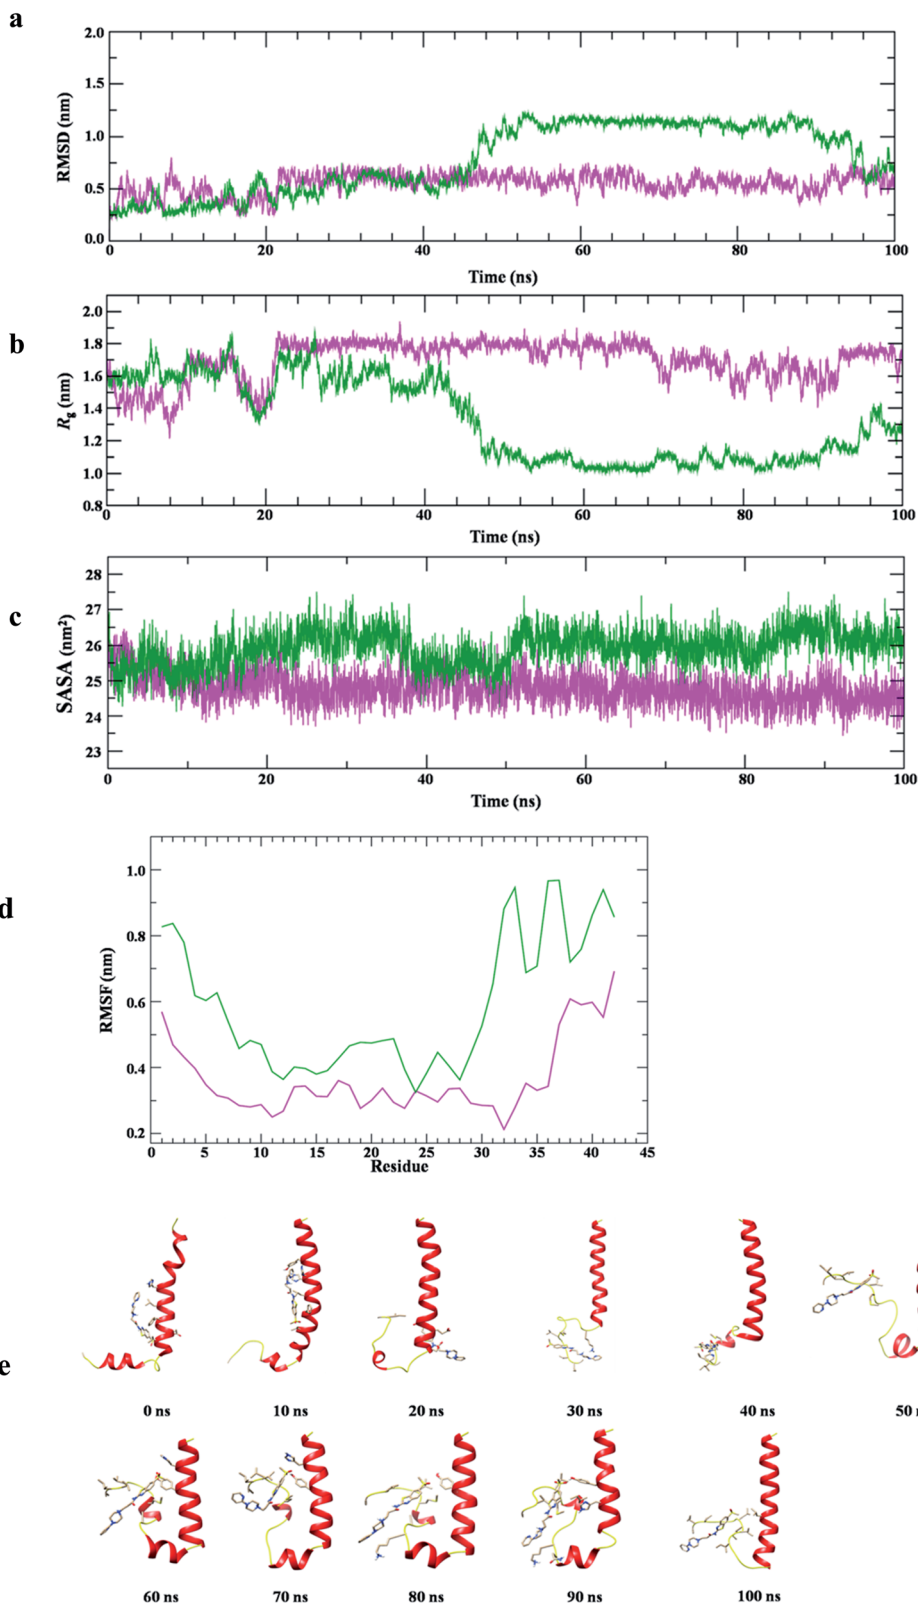 a
2.0
1.5
1.0
0.5
0.0
RMSD (nm)
0 20 40 60 80 100
Time (ns)
b
2.0
1.8
1.6
1.4
1.2
1.0
0.8
Rg (nm)
0 20 40 60 80 100
Time (ns)
c
28
27
26
25
24
23
SASA (nm²)
0 20 40 60 80 100
Time (ns)
d
1.0
0.8
0.6
0.4
0.2
RMSF (nm)
0 5 10 15 20 25 30 35 40 45
Residue
e
0 ns 10 ns 20 ns 30 ns 40 ns 50
60 ns 70 ns 80 ns 90 ns 100 ns